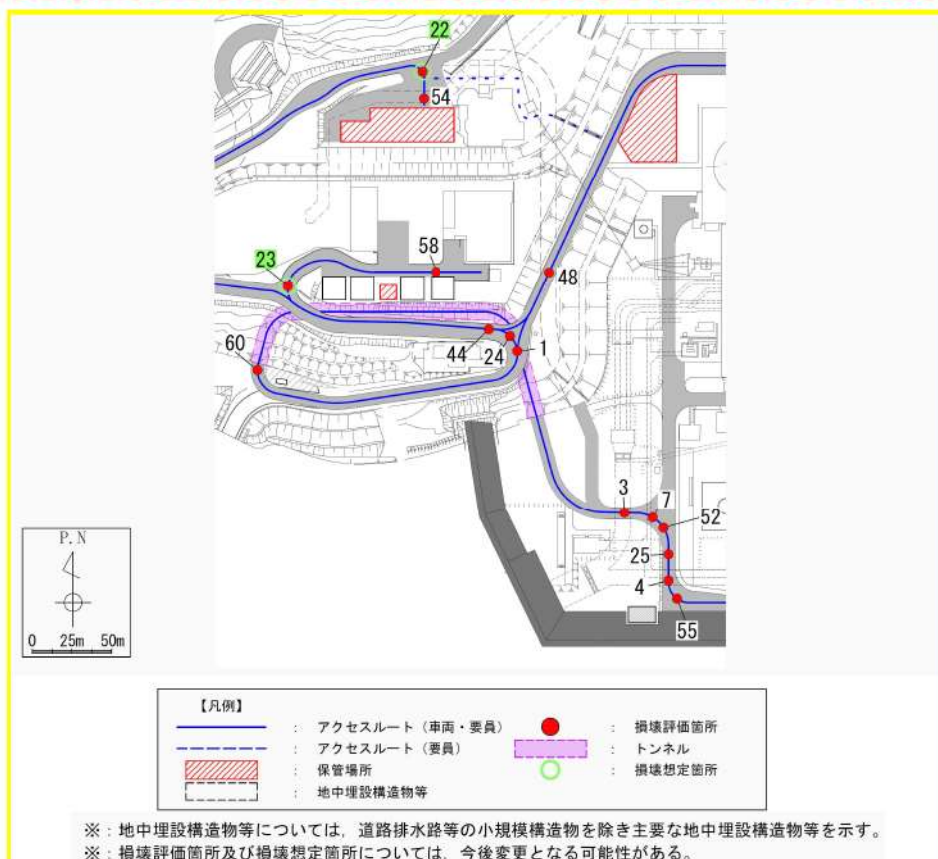 22
54
58
23
48
44
24
1
60
3
7
52
25
4
55
P.N
0 25m 50m
【凡例】
: アクセスルート（車両・要員）
: 損壊評価箇所
: アクセスルート（要員）
: トンネル
: 保管場所
: 損壊想定箇所
: 地中埋設構造物等
※：地中埋設構造物等については，道路排水路等の小規模構造物を除き主要な地中埋設構造物等を示す。
※：損壊評価箇所及び損壊想定箇所については，今後変更となる可能性がある。